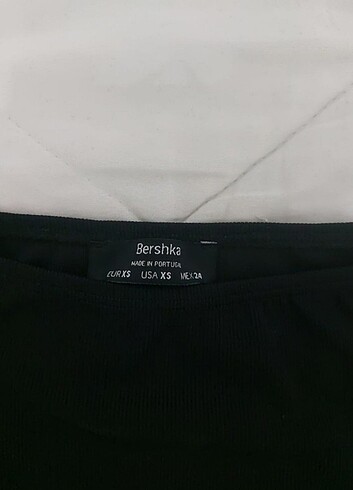 Bershka
MADE IN PORTUGAL
EUR XS USA XS MEX 24